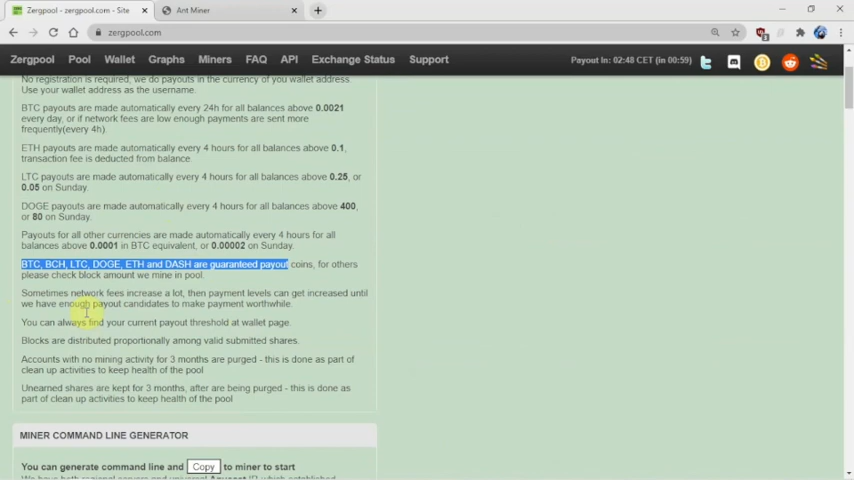 Zergpool - zergpool.com - Site
Ant Miner
zergpool.com
Zergpool Pool Wallet Graphs Miners FAQ API Exchange Status Support Payout In: 02:48 CET (in 00:59)
No registration is required, we do payouts in the currency of you wallet address.
Use your wallet address as the username.
BTC payouts are made automatically every 24h for all balances above 0.0021
every day, or if network fees are low enough payments are sent more
frequently(every 4h).
ETH payouts are made automatically every 4 hours for all balances above 0.1,
transaction fee is deducted from balance.
LTC payouts are made automatically every 4 hours for all balances above 0.25, or
0.05 on Sunday.
DOGE payouts are made automatically every 4 hours for all balances above 400,
or 80 on Sunday.
Payouts for all other currencies are made automatically every 4 hours for all
balances above 0.0001 in BTC equivalent, or 0.00002 on Sunday.
BTC, BCH, LTC, DOGE, ETH and DASH are guaranteed payout coins, for others
please check block amount we mine in pool.
Sometimes network fees increase a lot, then payment levels can get increased until
we have enough payout candidates to make payment worthwhile.
You can always find your current payout threshold at wallet page.
Blocks are distributed proportionally among valid submitted shares.
Accounts with no mining activity for 3 months are purged - this is done as part of
clean up activities to kept health of the pool
Unearned shares are kept for 3 months, after are being purged - this is done as
part of clean up activities to keep health of the pool
MINER COMMAND LINE GENERATOR
You can generate command line and Copy to miner to start
We have both regional servers and universal Anycast IP which established